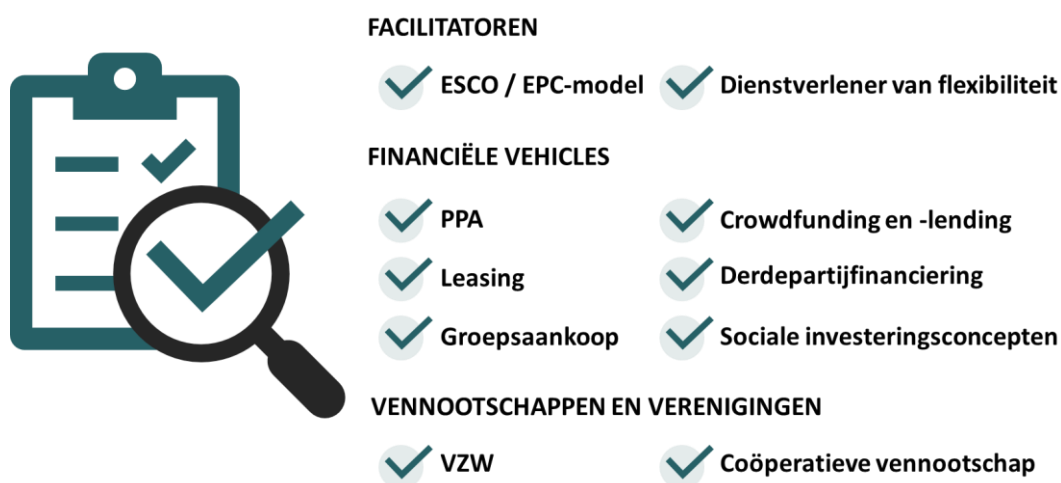 FACILITATOREN
ESCO / EPC-model
Dienstverlener van flexibiliteit
FINANCIËLE VEHICLES
PPA
Crowdfunding en -lending
Leasing
Derdepartijfinanciering
Groepsaankoop
Sociale investeringsconcepten
VENNOOTSCHAPPEN EN VERENIGINGEN
VZW
Coöperatieve vennootschap